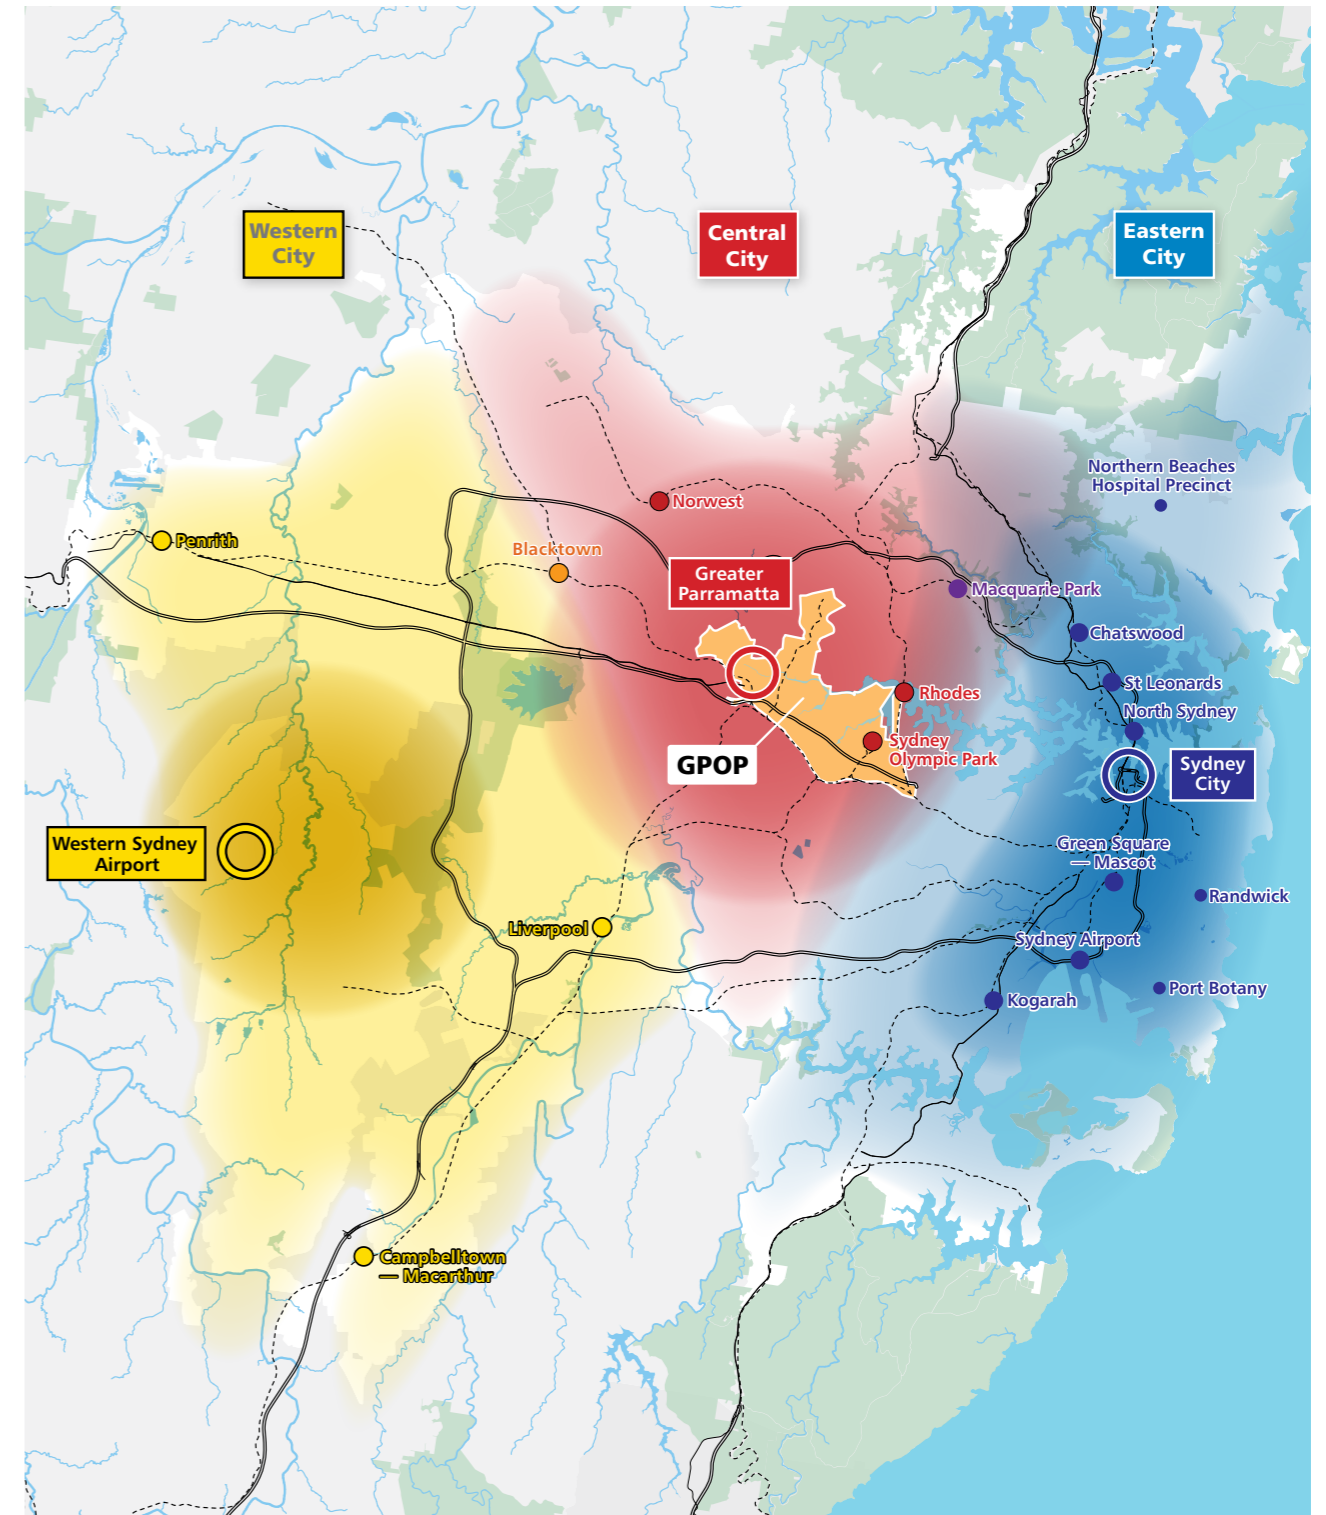 Western
City
Central
City
Eastern
City
Northern Beaches
Hospital Precinct
Norwest
Penrith
Blacktown
Greater
Parramatta
Macquarie Park
Chatswood
St Leonards
Rhodes
North Sydney
Sydney
Olympic Park
GPOP
Sydney
City
Western Sydney
Airport
Green Square
— Mascot
Randwick
Liverpool
Sydney Airport
Port Botany
Kogarah
Campbelltown
— Macarthur